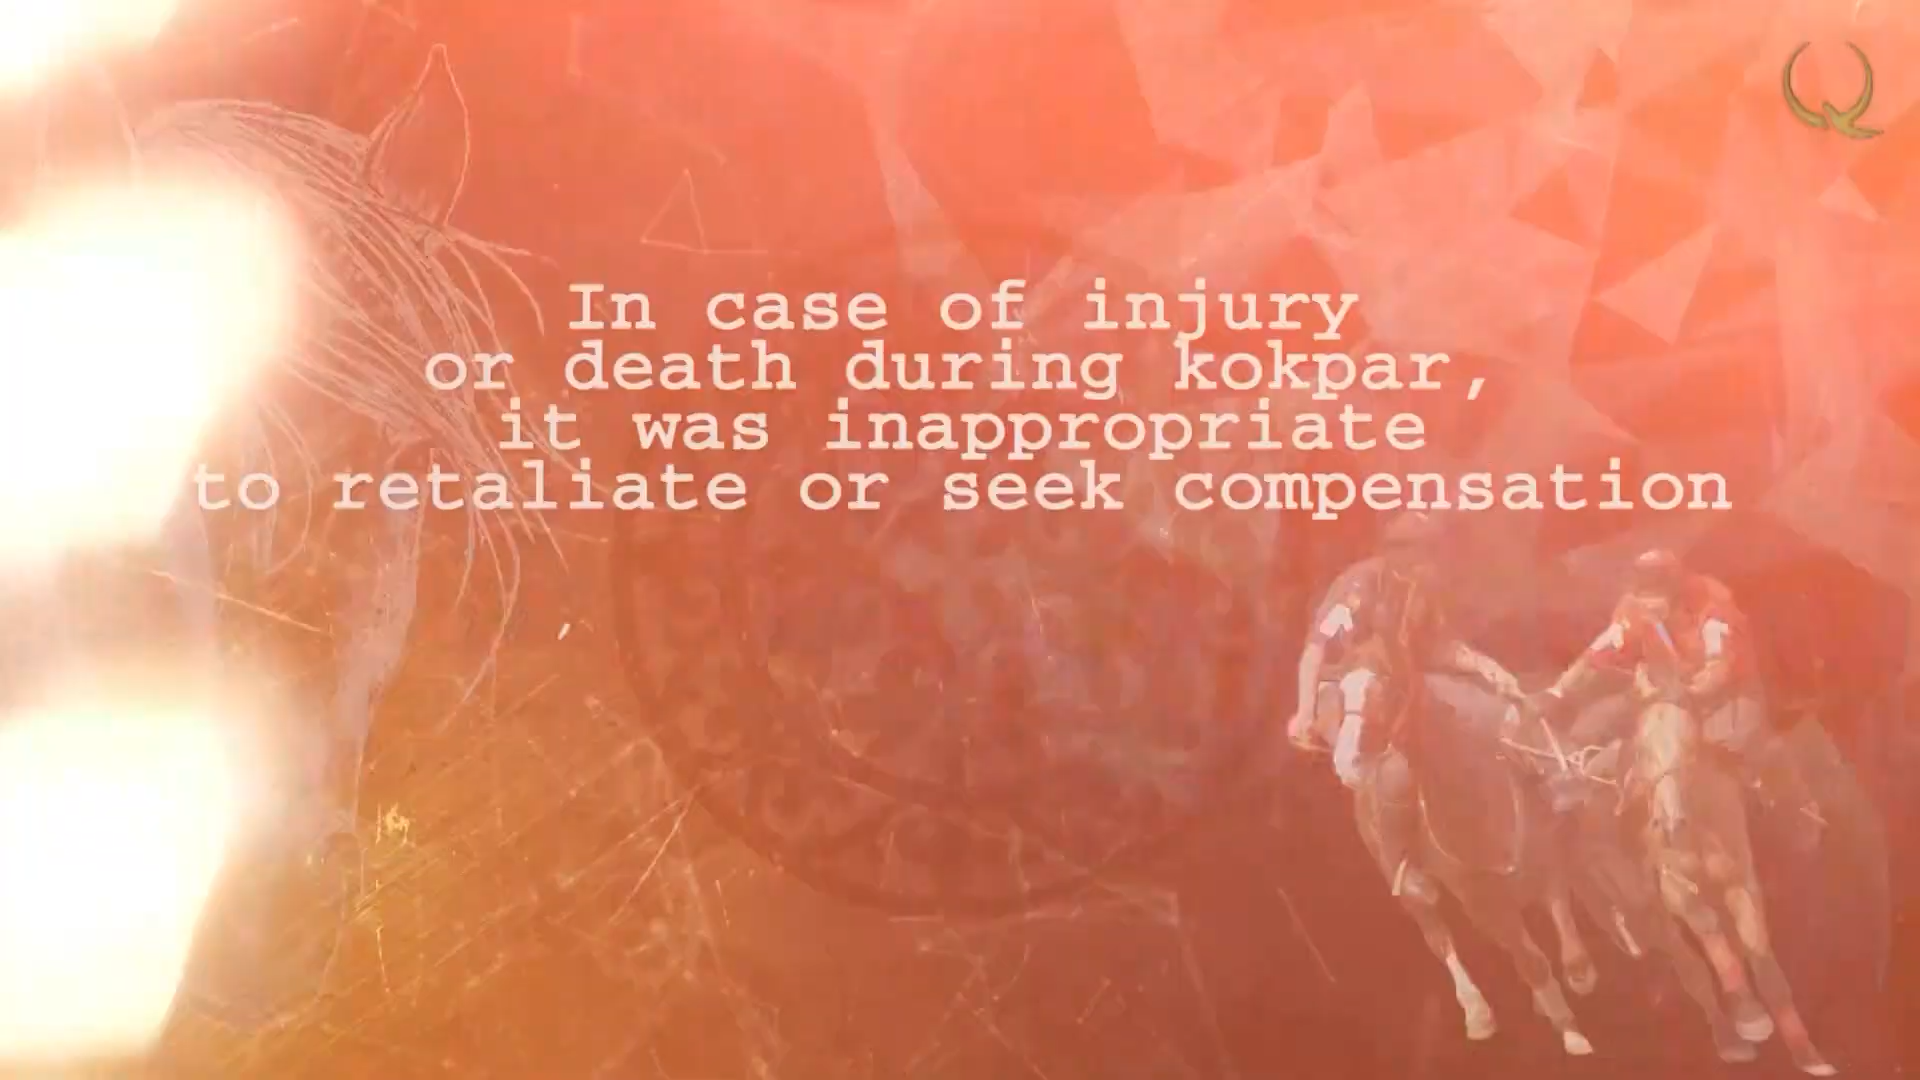 In case of injury
or death during kokpar,
it was inappropriate
to retaliate or seek compensation